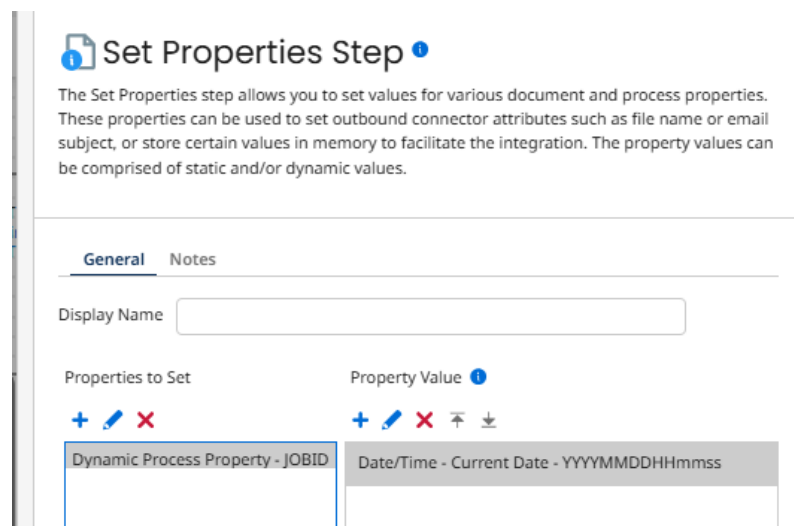 Set Properties Step
The Set Properties step allows you to set values for various document and process properties.
These properties can be used to set outbound connector attributes such as file name or email
subject, or store certain values in memory to facilitate the integration. The property values can
be comprised of static and/or dynamic values.
General Notes
Display Name
Properties to Set Property Value
Dynamic Process Property - JOBID Date/Time - Current Date - YYYYMMDDHHmmss